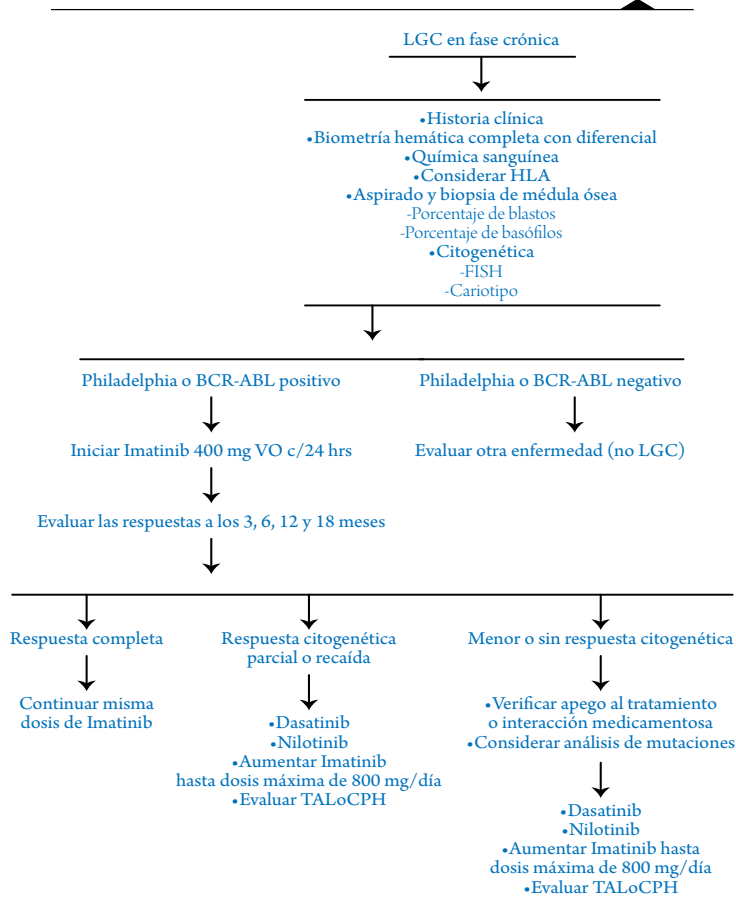 LGC en fase crónica
•Historia clínica
•Biometría hemática completa con diferencial
•Química sanguínea
•Considerar HLA
•Aspirado y biopsia de médula ósea
-Porcentaje de blastos
-Porcentaje de basófilos
•Citogenética
-FISH
-Cariotipo
Philadelphia o BCR-ABL positivo
Philadelphia o BCR-ABL negativo
Iniciar Imatinib 400 mg VO c/24 hrs
Evaluar otra enfermedad (no LGC)
Evaluar las respuestas a los 3, 6, 12 y 18 meses
Respuesta completa
Continuar misma
dosis de Imatinib
Respuesta citogenética
parcial o recaída
•Dasatinib
•Nilotinib
•Aumentar Imatinib
hasta dosis máxima de 800 mg/día
•Evaluar TALoCPH
Menor o sin respuesta citogenética
•Verificar apego al tratamiento
o interacción medicamentosa
•Considerar análisis de mutaciones
•Dasatinib
•Nilotinib
•Aumentar Imatinib hasta
dosis máxima de 800 mg/día
•Evaluar TALoCPH